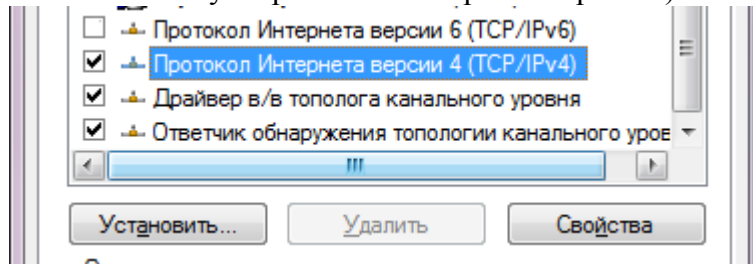 Протокол Интернета версии 6 (TCP/IPv6)
Протокол Интернета версии 4 (TCP/IPv4)
Драйвер в/в тополога канального уровня
Ответчик обнаружения топологии канального уров
Установить... Удалить Свойства